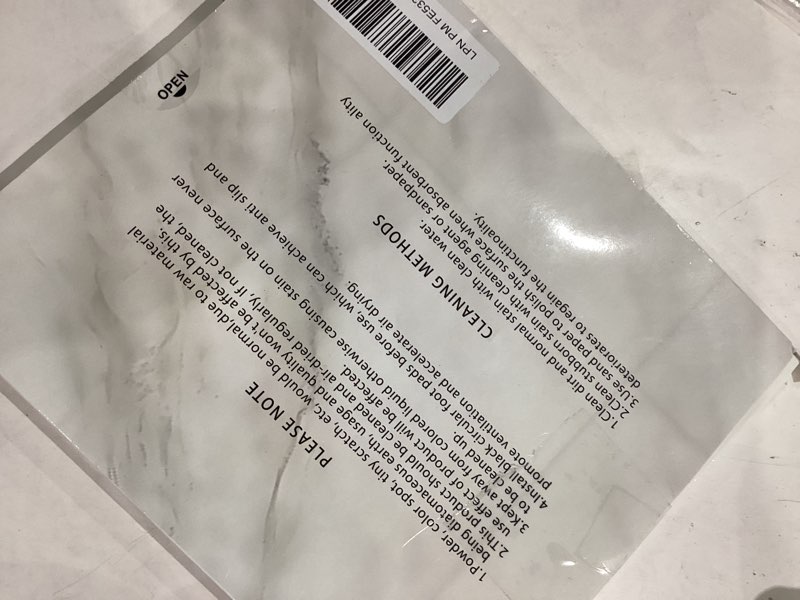 PLEASE NOTE
1.Powder, color spot, tiny scratch, etc, would be normal,due to raw material
being diatomaceous earth, usage and quality won't be affected by this.
2.This product should be cleaned and air-dried regularly, If not cleaned, the
use effect of product will be affected.
3.Kept away from colored liquid otherwise causing stain on the surface never
to be cleaned up.
4.Install black circular foot pads before use, which can achieve anti slip and
promote ventilation and accelerate air drying.
CLEANING METHODS
1.Clean dirt and normal stain with clean water.
2.Clean stubborn stain with cleaning agent or sandpaper.
3.Use sand paper to polish the surface when absorbent function ality
deteriorates to regain the functinoality.
OPEN
LPN PM